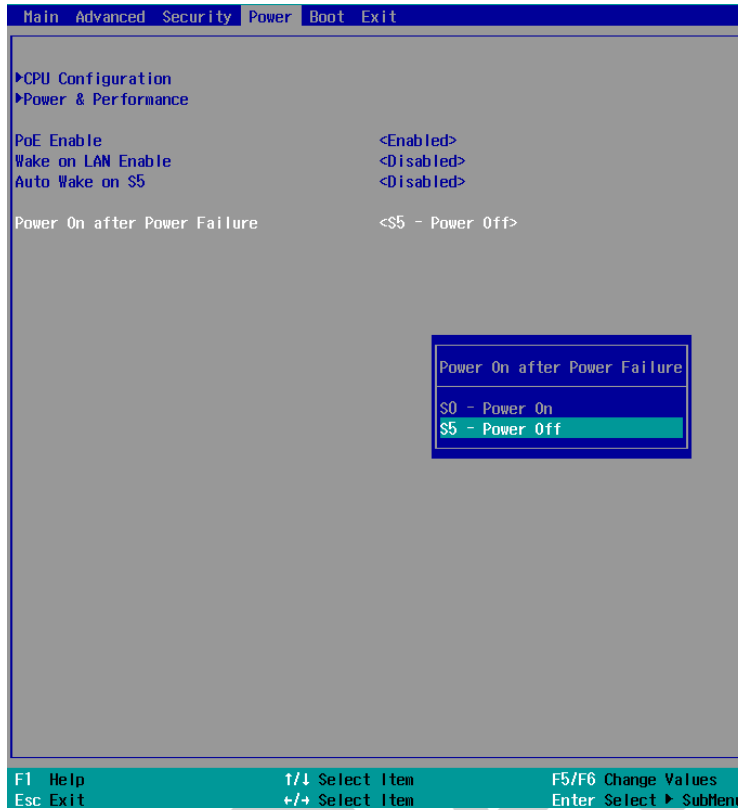 Main Advanced Security Power Boot Exit
▶CPU Configuration
▶Power & Performance
PoE Enable <Enabled>
Wake on LAN Enable <Disabled>
Auto Wake on S5 <Disabled>
Power On after Power Failure <S5 - Power Off>
Power On after Power Failure
S0 - Power On
S5 - Power Off
F1 Help ↑/↓ Select Item F5/F6 Change Values
Esc Exit ←/→ Select Item Enter Select ▶ SubMenu